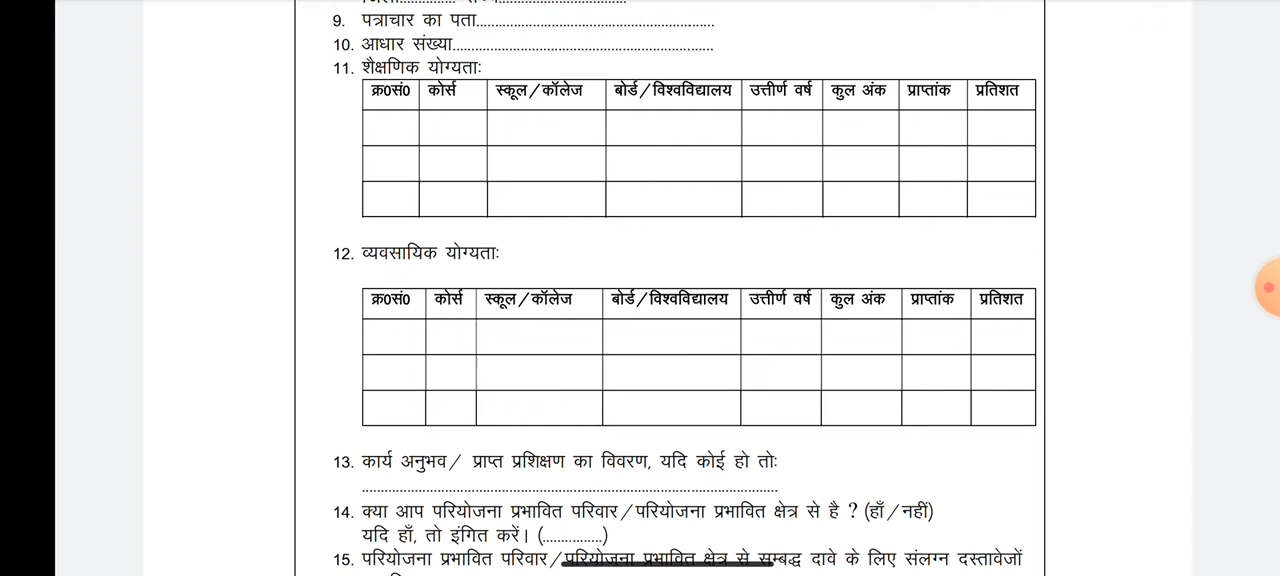 9. पत्राचार का पता...............................................................
10. आधार संख्या.....................................................................
11. शैक्षणिक योग्यताः
क्र0सं0 कोर्स स्कूल/कॉलेज बोर्ड/विश्वविद्यालय उत्तीर्ण वर्ष कुल अंक प्राप्तांक प्रतिशत
12. व्यवसायिक योग्यताः
क्र0सं0 कोर्स स्कूल/कॉलेज बोर्ड/विश्वविद्यालय उत्तीर्ण वर्ष कुल अंक प्राप्तांक प्रतिशत
13. कार्य अनुभव/ प्राप्त प्रशिक्षण का विवरण, यदि कोई हो तोः
..............................................................................................................
14. क्या आप परियोजना प्रभावित परिवार/परियोजना प्रभावित क्षेत्र से है ? (हाँ/नहीं)
यदि हाँ, तो इंगित करें। (................)
15. परियोजना प्रभावित परिवार/परियोजना प्रभावित क्षेत्र से सम्बद्ध दावे के लिए संलग्न दस्तावेजों